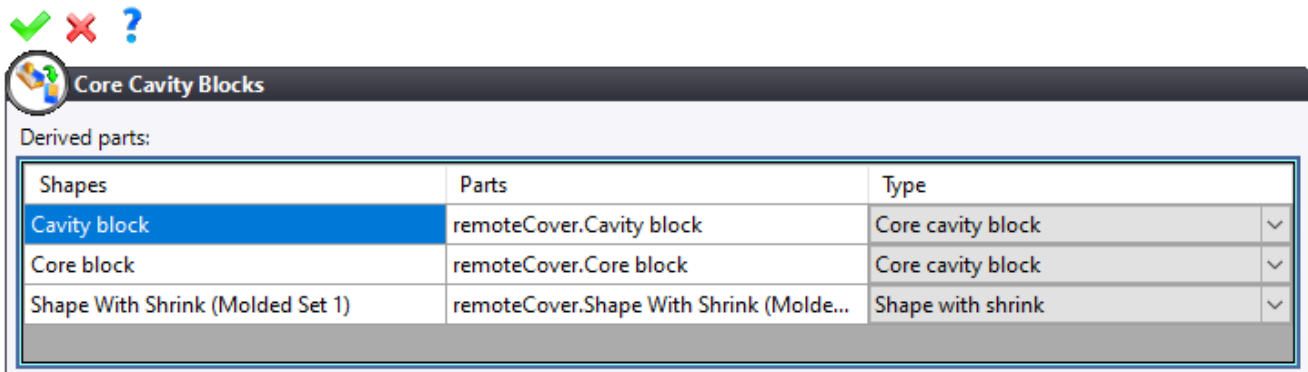 ?
Core Cavity Blocks
Derived parts:
Shapes Parts Type
Cavity block remoteCover.Cavity block Core cavity block
Core block remoteCover.Core block Core cavity block
Shape With Shrink (Molded Set 1) remoteCover.Shape With Shrink (Molde... Shape with shrink